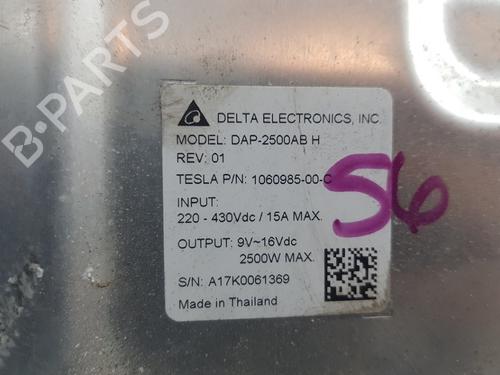 DELTA ELECTRONICS, INC.
MODEL: DAP-2500AB H
REV: 01
TESLA P/N: 1060985-00-C
INPUT:
220 - 430Vdc / 15A MAX.
OUTPUT: 9V~16Vdc
2500W MAX.
S/N: A17K0061369
Made in Thailand
56